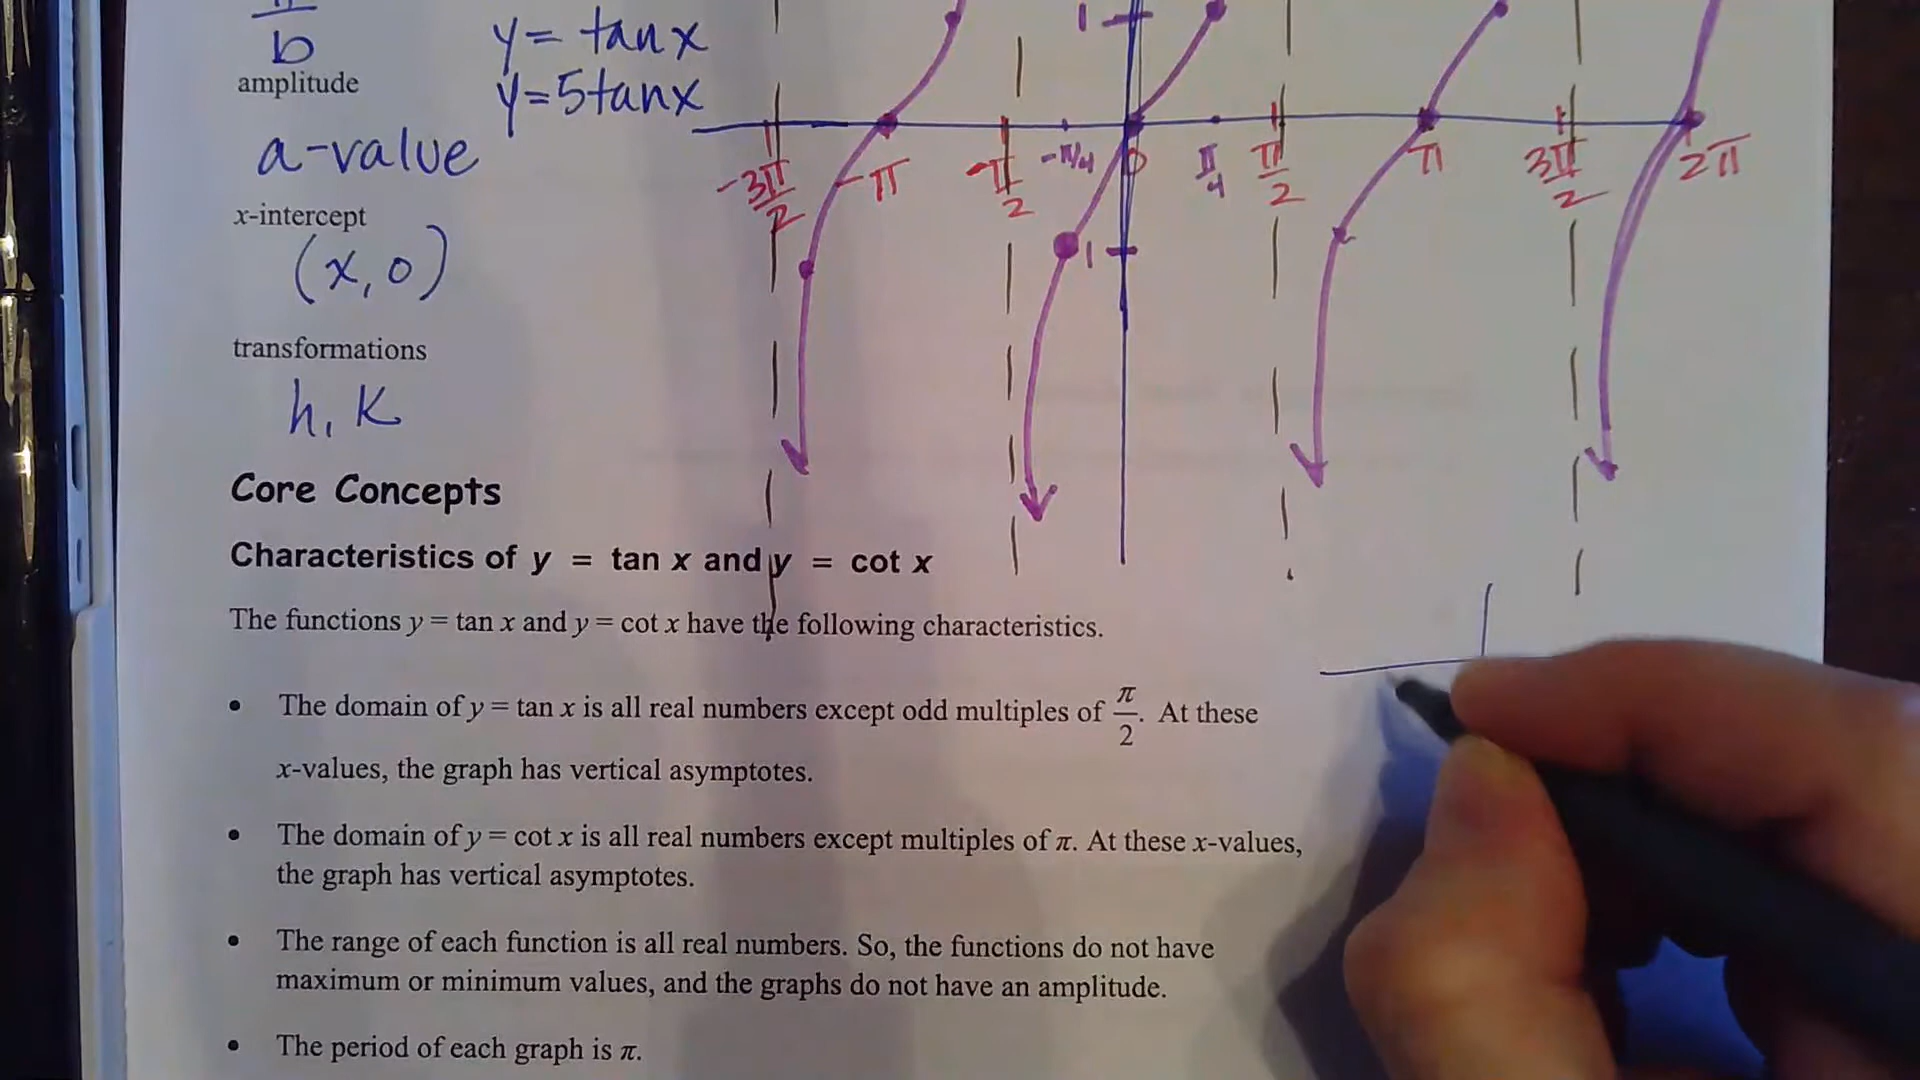 π/b
y = tanx
y=5tanx
amplitude
a-value
x-intercept
(x,0)
transformations
h, K
1
-3π/2
-π
-π/2
-π/4
0
π/4
π/2
π
3π/2
2π
1
Core Concepts
Characteristics of y = tan x and y = cot x
The functions y = tan x and y = cot x have the following characteristics.
• The domain of y = tan x is all real numbers except odd multiples of π/2. At these
x-values, the graph has vertical asymptotes.
• The domain of y = cot x is all real numbers except multiples of π. At these x-values,
the graph has vertical asymptotes.
• The range of each function is all real numbers. So, the functions do not have
maximum or minimum values, and the graphs do not have an amplitude.
• The period of each graph is π.